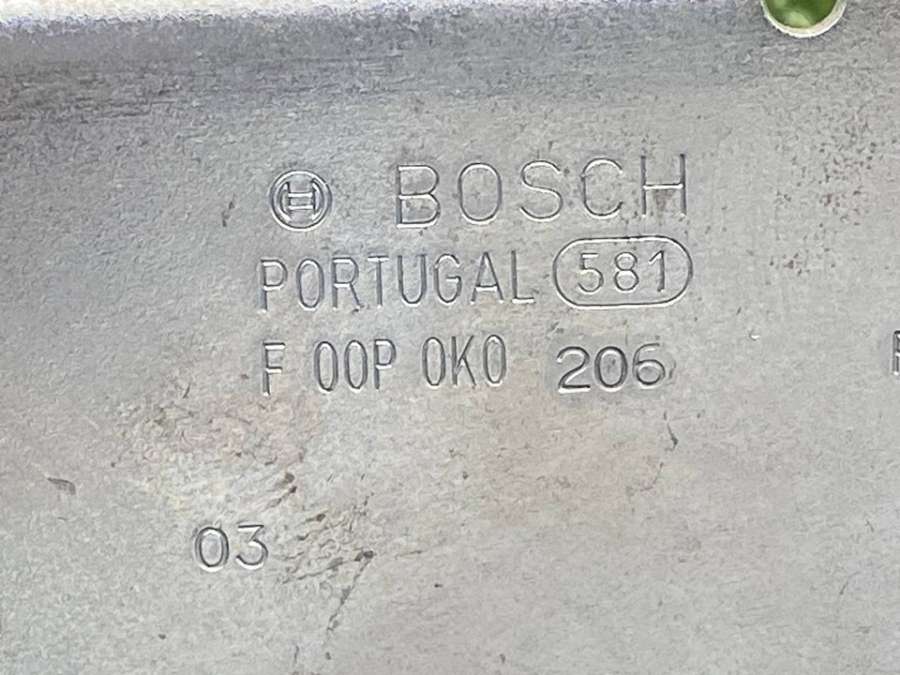 BOSCH
PORTUGAL 581
F 00P 0K0 206
03